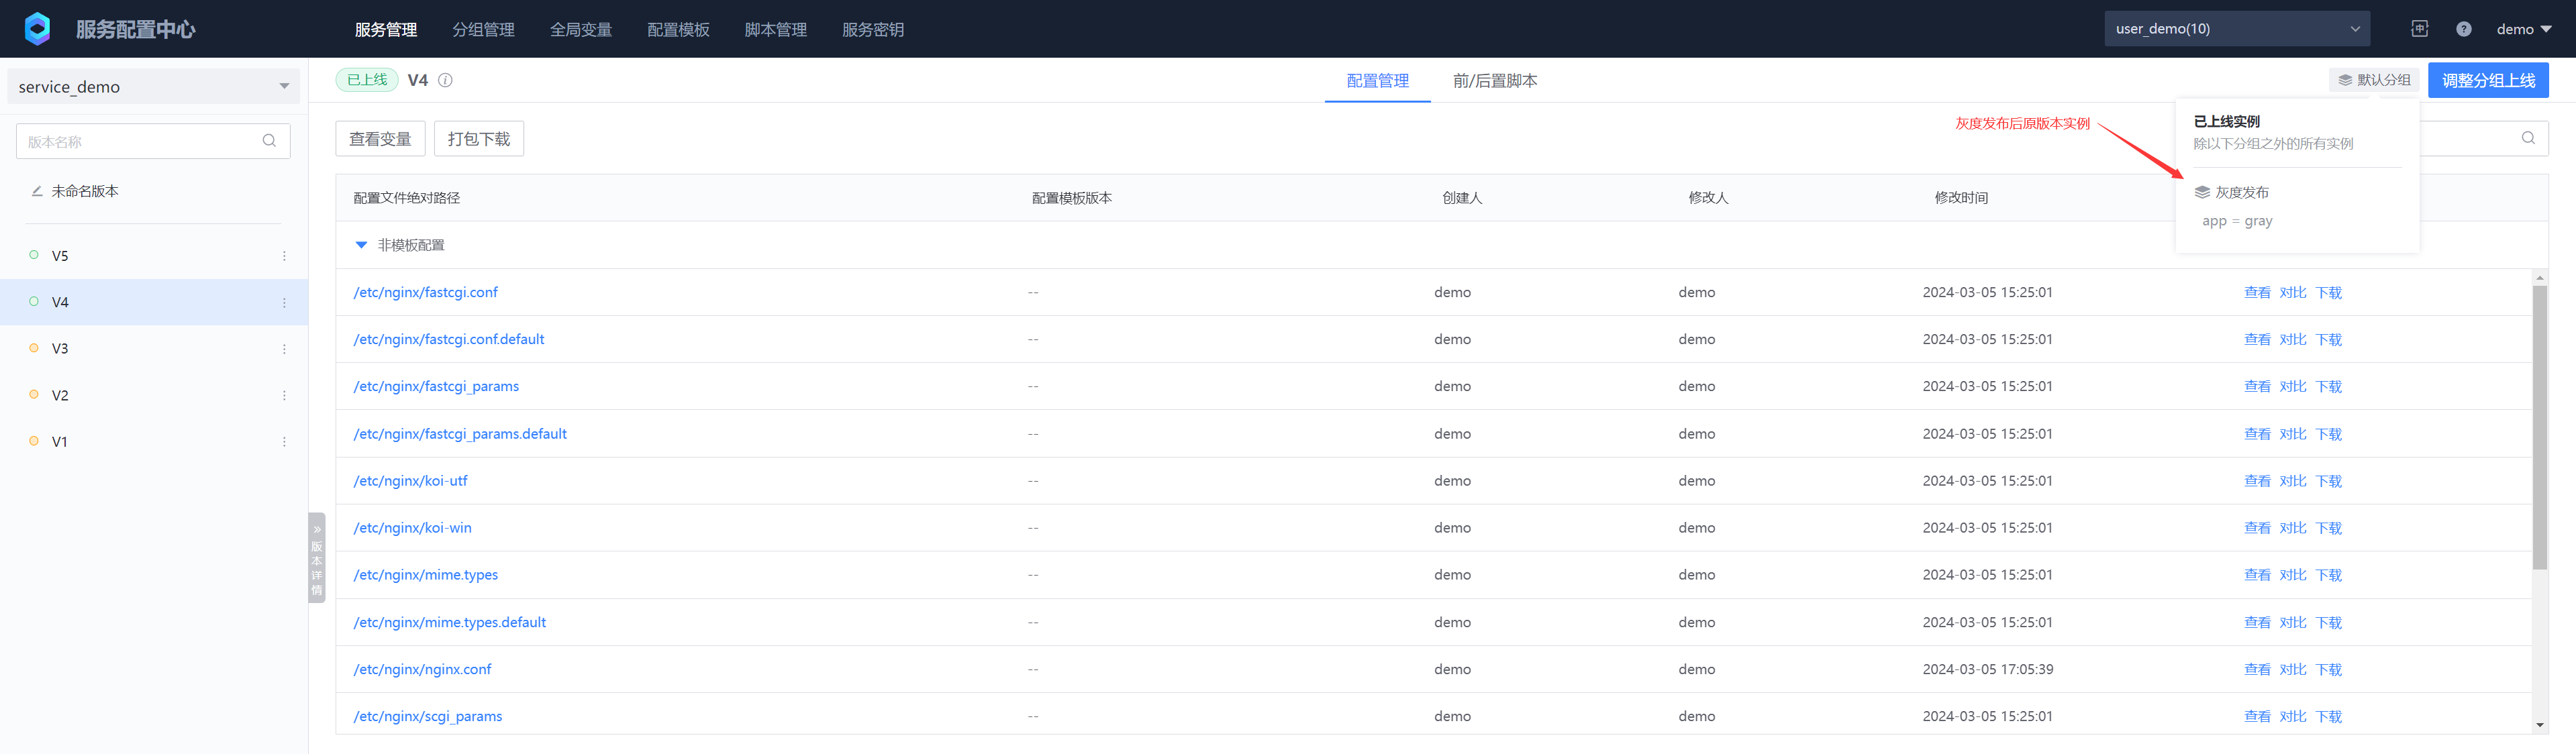 服务配置中心 服务管理 分组管理 全局变量 配置模板 脚本管理 服务密钥 user_demo(10) 中 ? demo
service_demo
版本名称
未命名版本
V5
V4
V3
V2
V1
» 版本详情
已上线 V4 i 配置管理 前/后置脚本 默认分组 调整分组上线
查看变量 打包下载
灰度发布后原版本实例
已上线实例
除以下分组之外的所有实例
灰度发布
app = gray
配置文件绝对路径 配置模板版本 创建人 修改人 修改时间
非模板配置
/etc/nginx/fastcgi.conf -- demo demo 2024-03-05 15:25:01 查看 对比 下载
/etc/nginx/fastcgi.conf.default -- demo demo 2024-03-05 15:25:01 查看 对比 下载
/etc/nginx/fastcgi_params -- demo demo 2024-03-05 15:25:01 查看 对比 下载
/etc/nginx/fastcgi_params.default -- demo demo 2024-03-05 15:25:01 查看 对比 下载
/etc/nginx/koi-utf -- demo demo 2024-03-05 15:25:01 查看 对比 下载
/etc/nginx/koi-win -- demo demo 2024-03-05 15:25:01 查看 对比 下载
/etc/nginx/mime.types -- demo demo 2024-03-05 15:25:01 查看 对比 下载
/etc/nginx/mime.types.default -- demo demo 2024-03-05 15:25:01 查看 对比 下载
/etc/nginx/nginx.conf -- demo demo 2024-03-05 17:05:39 查看 对比 下载
/etc/nginx/scgi_params -- demo demo 2024-03-05 15:25:01 查看 对比 下载